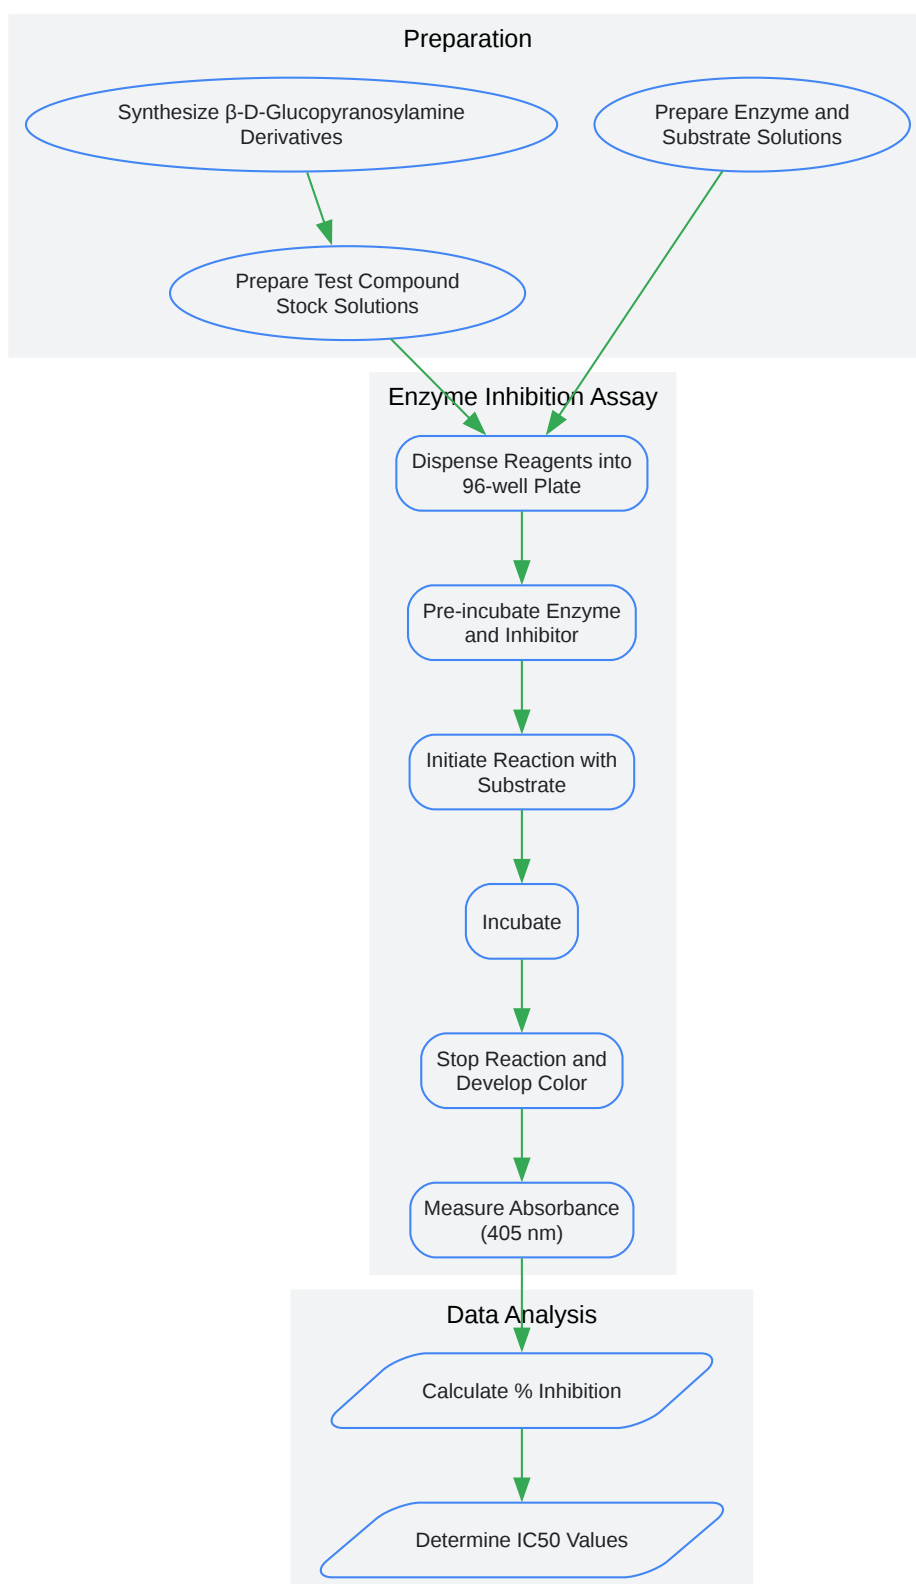 Preparation
Synthesize β-D-Glucopyranosylamine
Derivatives
Prepare Enzyme and
Substrate Solutions
Prepare Test Compound
Stock Solutions
Enzyme Inhibition Assay
Dispense Reagents into
96-well Plate
Pre-incubate Enzyme
and Inhibitor
Initiate Reaction with
Substrate
Incubate
Stop Reaction and
Develop Color
Measure Absorbance
(405 nm)
Data Analysis
Calculate % Inhibition
Determine IC50 Values